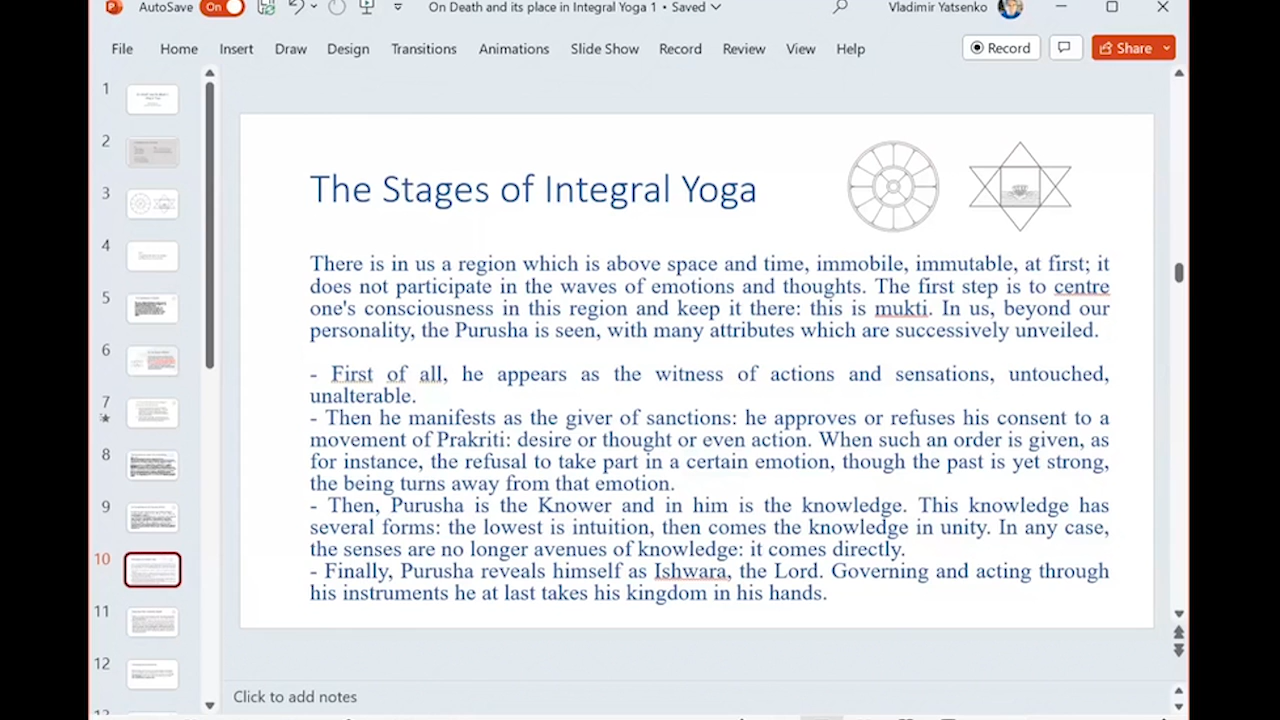 AutoSave
On
On Death and its place in Integral Yoga 1 • Saved
Vladimir Yatsenko
File Home Insert Draw Design Transitions Animations Slide Show Record Review View Help
Record
Share
1
2
3
4
5
6
7
8
9
10
11
12
The Stages of Integral Yoga
There is in us a region which is above space and time, immobile, immutable, at first; it
does not participate in the waves of emotions and thoughts. The first step is to centre
one's consciousness in this region and keep it there: this is mukti. In us, beyond our
personality, the Purusha is seen, with many attributes which are successively unveiled.
- First of all, he appears as the witness of actions and sensations, untouched,
unalterable.
- Then he manifests as the giver of sanctions: he approves or refuses his consent to a
movement of Prakriti: desire or thought or even action. When such an order is given, as
for instance, the refusal to take part in a certain emotion, though the past is yet strong,
the being turns away from that emotion.
- Then, Purusha is the Knower and in him is the knowledge. This knowledge has
several forms: the lowest is intuition, then comes the knowledge in unity. In any case,
the senses are no longer avenues of knowledge: it comes directly.
- Finally, Purusha reveals himself as Ishwara, the Lord. Governing and acting through
his instruments he at last takes his kingdom in his hands.
Click to add notes